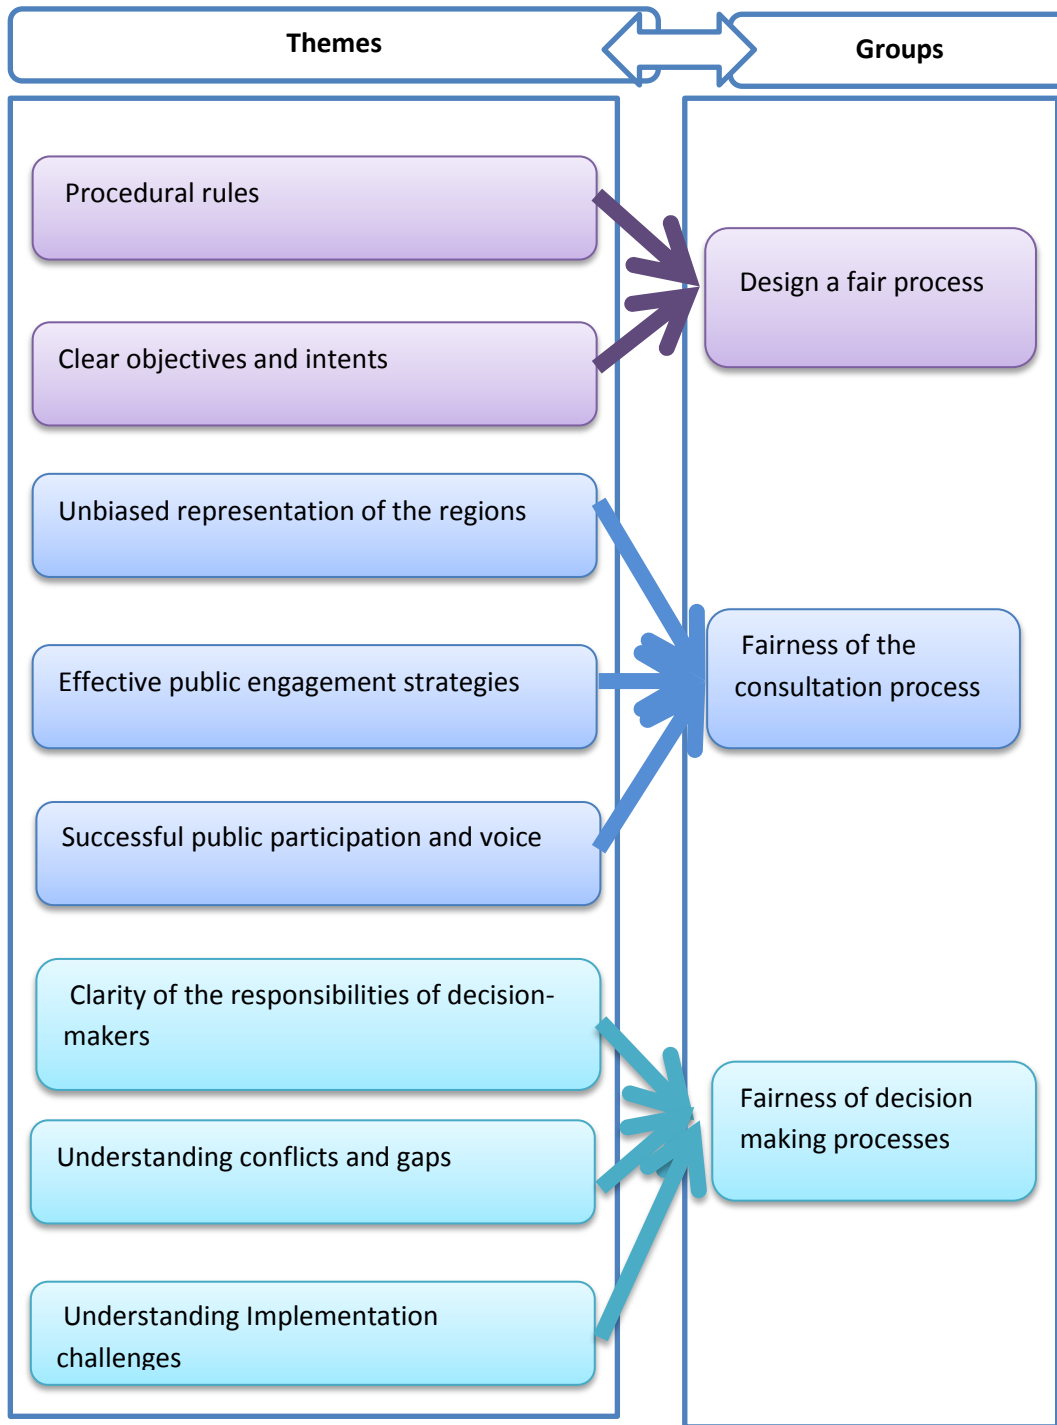 Themes
Groups
Procedural rules
Clear objectives and intents
Design a fair process
Unbiased representation of the regions
Effective public engagement strategies
Successful public participation and voice
Fairness of the
consultation process
Clarity of the responsibilities of decision-
makers
Understanding conflicts and gaps
Understanding Implementation
challenges
Fairness of decision
making processes